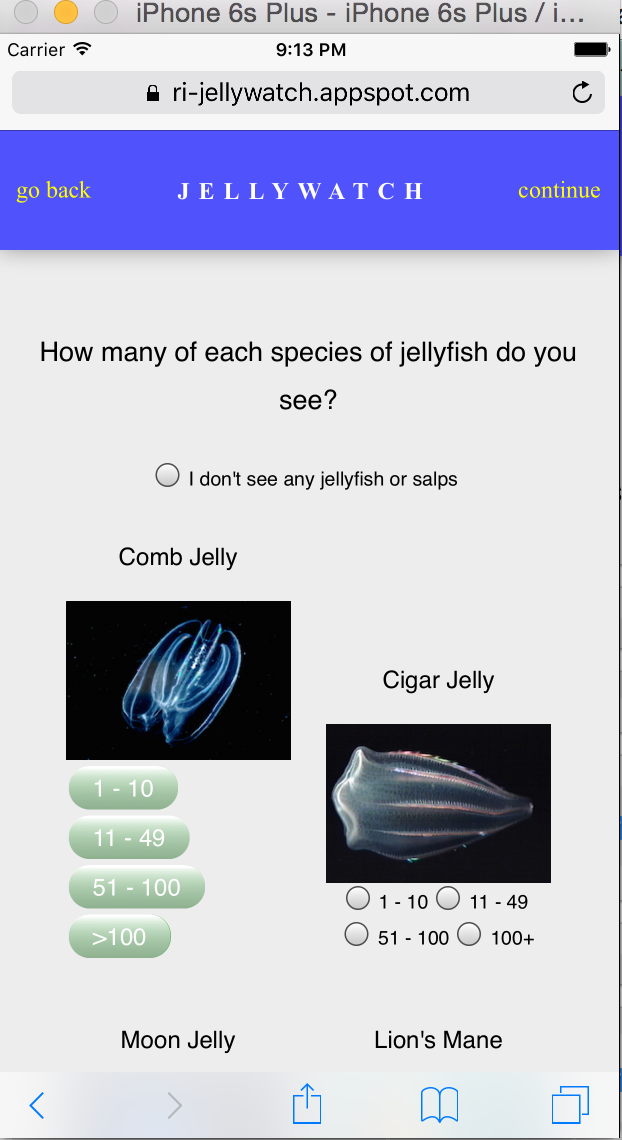 iPhone 6s Plus - iPhone 6s Plus / i...
Carrier 9:13 PM
ri-jellywatch.appspot.com
go back JELLYWATCH continue
How many of each species of jellyfish do you
see?
I don't see any jellyfish or salps
Comb Jelly
1 - 10
11 - 49
51 - 100
>100
Cigar Jelly
1 - 10 11 - 49
51 - 100 100+
Moon Jelly Lion's Mane